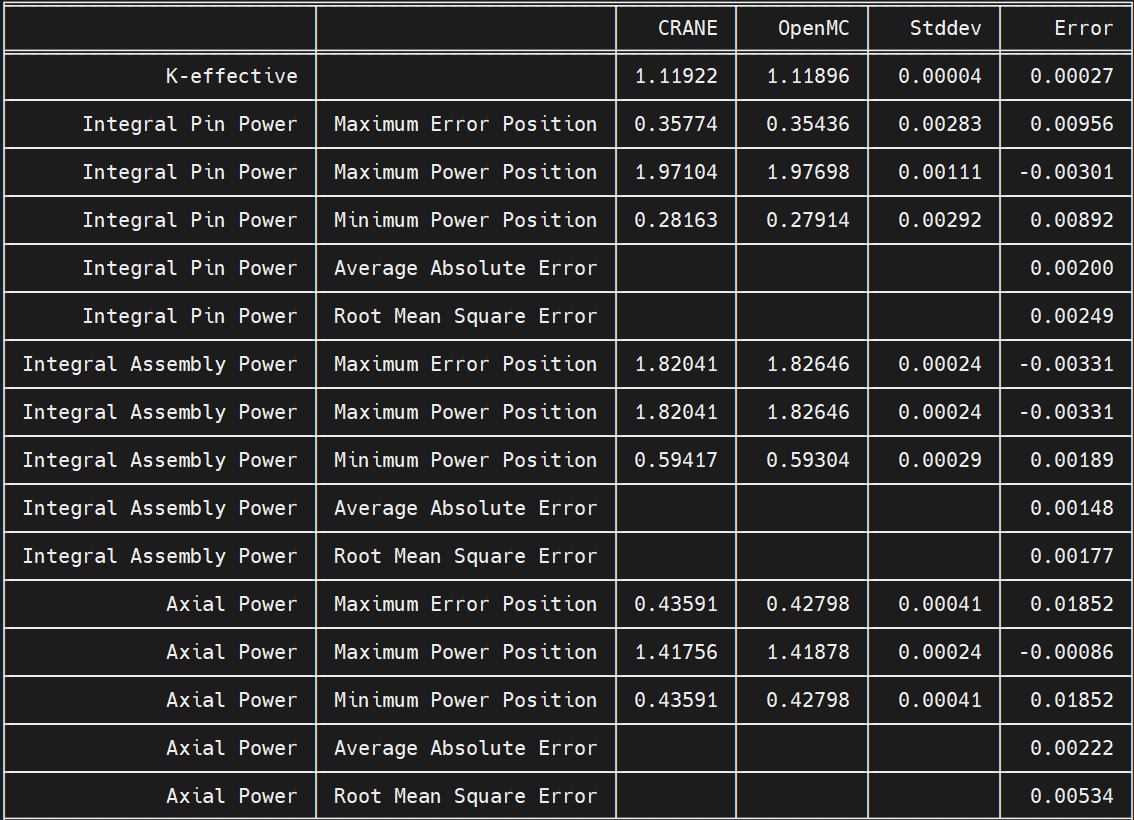 CRANE OpenMC Stddev Error
K-effective 1.11922 1.11896 0.00004 0.00027
Integral Pin Power Maximum Error Position 0.35774 0.35436 0.00283 0.00956
Integral Pin Power Maximum Power Position 1.97104 1.97698 0.00111 -0.00301
Integral Pin Power Minimum Power Position 0.28163 0.27914 0.00292 0.00892
Integral Pin Power Average Absolute Error 0.00200
Integral Pin Power Root Mean Square Error 0.00249
Integral Assembly Power Maximum Error Position 1.82041 1.82646 0.00024 -0.00331
Integral Assembly Power Maximum Power Position 1.82041 1.82646 0.00024 -0.00331
Integral Assembly Power Minimum Power Position 0.59417 0.59304 0.00029 0.00189
Integral Assembly Power Average Absolute Error 0.00148
Integral Assembly Power Root Mean Square Error 0.00177
Axial Power Maximum Error Position 0.43591 0.42798 0.00041 0.01852
Axial Power Maximum Power Position 1.41756 1.41878 0.00024 -0.00086
Axial Power Minimum Power Position 0.43591 0.42798 0.00041 0.01852
Axial Power Average Absolute Error 0.00222
Axial Power Root Mean Square Error 0.00534